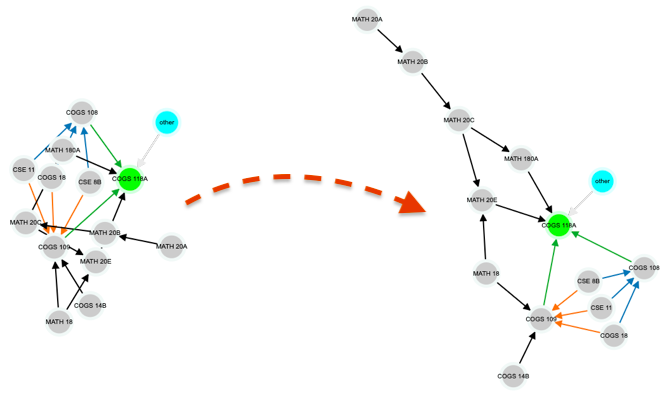 COGS 108
other
MATH 180A
CSE 11
COGS 18
CSE 8B
COGS 118A
MATH 20C
MATH 20B
COGS 109
MATH 20A
MATH 20E
COGS 14B
MATH 18
MATH 20A
MATH 20B
MATH 20C
MATH 180A
other
MATH 20E
COGS 118A
MATH 18
COGS 108
CSE 8B
CSE 11
COGS 109
COGS 18
COGS 14B